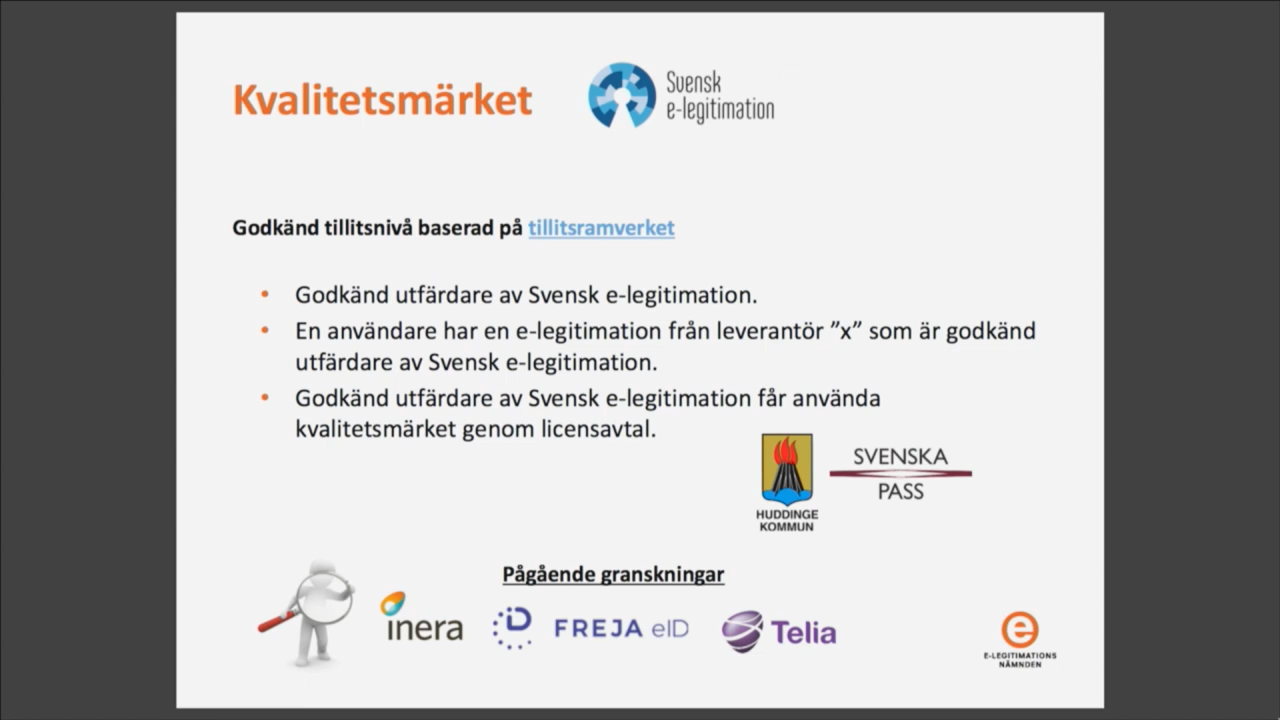 Kvalitetsmärket
Svensk
e-legitimation
Godkänd tillitsnivå baserad på tillitsramverket
• Godkänd utfärdare av Svensk e-legitimation.
• En användare har en e-legitimation från leverantör ”x” som är godkänd
utfärdare av Svensk e-legitimation.
• Godkänd utfärdare av Svensk e-legitimation får använda
kvalitetsmärket genom licensavtal.
HUDDINGE
KOMMUN
SVENSKA
PASS
Pågående granskningar
inera
FREJA eID
Telia
E-LEGITIMATIONS
NÄMNDEN